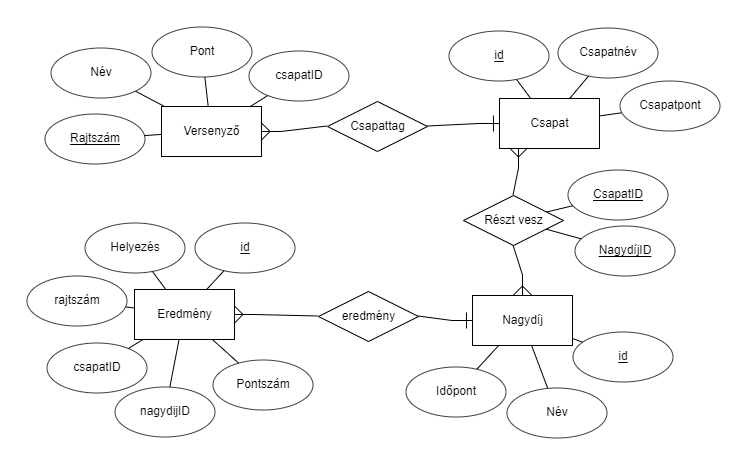 Pont
Név
csapatID
Rajtszám
Versenyző
Csapattag
id
Csapatnév
Csapatpont
Csapat
Részt vesz
CsapatID
NagydíjID
Helyezés
id
rajtszám
Eredmény
csapatID
nagydijID
Pontszám
eredmény
Nagydíj
id
Időpont
Név